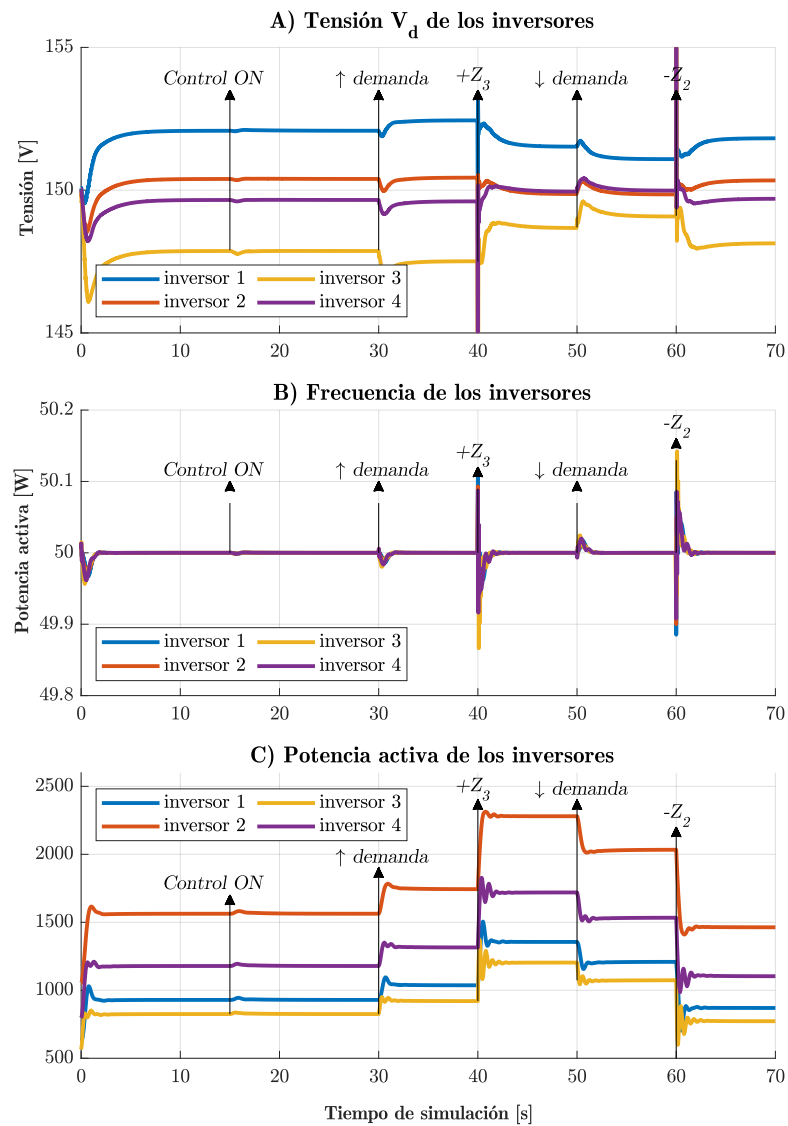 A) Tensión V_d de los inversores
155
150
145
Tensión [V]
Control ON
↑ demanda
+Z_3
↓ demanda
-Z_2
inversor 1
inversor 3
inversor 2
inversor 4
0 10 20 30 40 50 60 70
B) Frecuencia de los inversores
50.2
50.1
50
49.9
49.8
Potencia activa [W]
Control ON
↑ demanda
+Z_3
↓ demanda
-Z_2
inversor 1
inversor 3
inversor 2
inversor 4
0 10 20 30 40 50 60 70
C) Potencia activa de los inversores
2500
2000
1500
1000
500
inversor 1
inversor 3
inversor 2
inversor 4
Control ON
↑ demanda
+Z_3
↓ demanda
-Z_2
0 10 20 30 40 50 60 70
Tiempo de simulación [s]